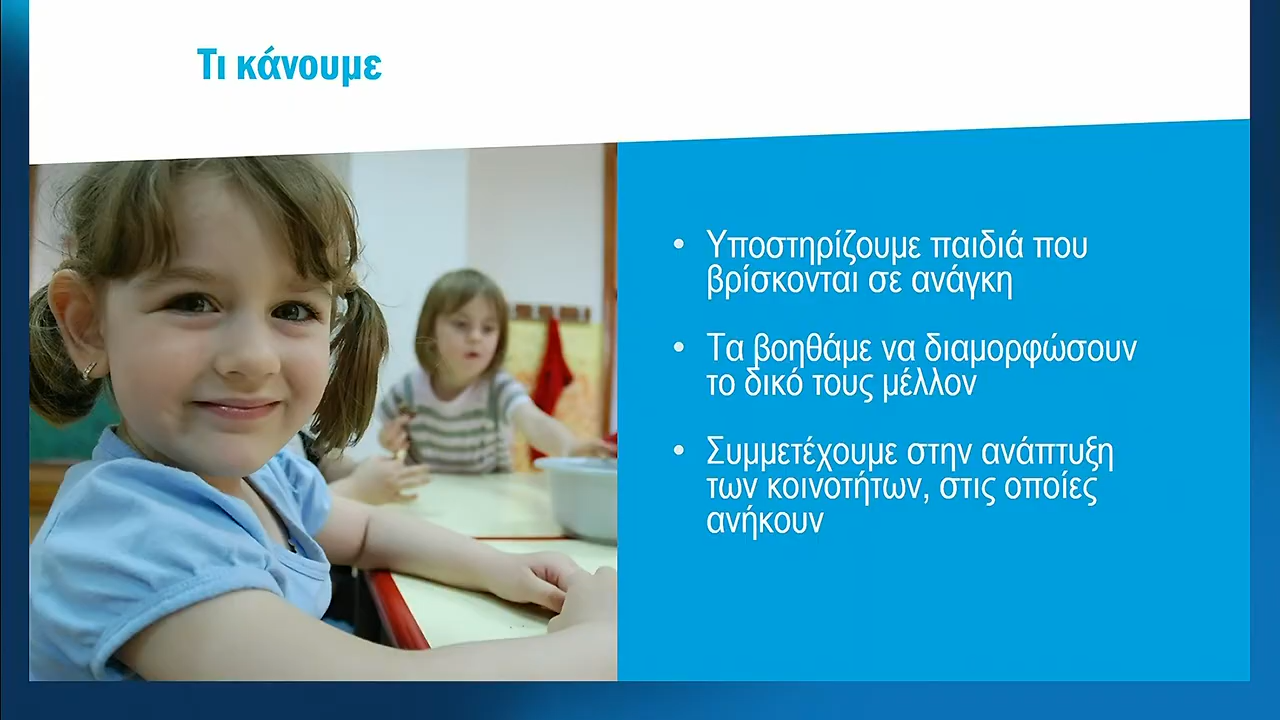 Τι κάνουμε
• Υποστηρίζουμε παιδιά που
βρίσκονται σε ανάγκη
• Τα βοηθάμε να διαμορφώσουν
το δικό τους μέλλον
• Συμμετέχουμε στην ανάπτυξη
των κοινοτήτων, στις οποίες
ανήκουν